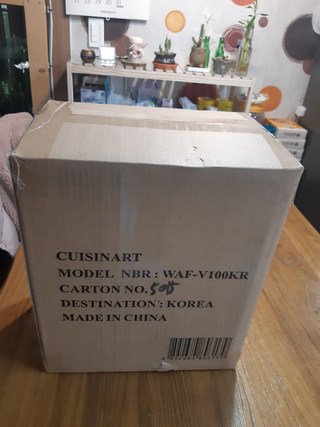 CUISINART
MODEL NBR : WAF-V100KR
CARTON NO. 505
DESTINATION : KOREA
MADE IN CHINA